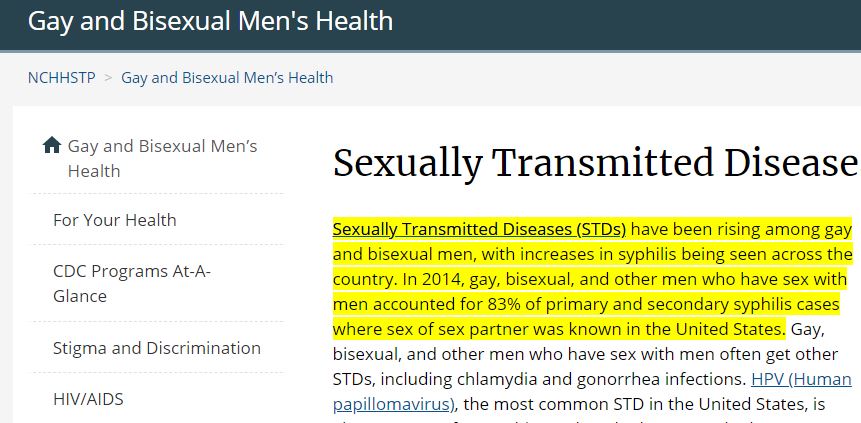 Gay and Bisexual Men's Health
NCHHSTP > Gay and Bisexual Men's Health
Gay and Bisexual Men's
Health
For Your Health
CDC Programs At-A-
Glance
Stigma and Discrimination
HIV/AIDS
Sexually Transmitted Disease
Sexually Transmitted Diseases (STDs) have been rising among gay
and bisexual men, with increases in syphilis being seen across the
country. In 2014, gay, bisexual, and other men who have sex with
men accounted for 83% of primary and secondary syphilis cases
where sex of sex partner was known in the United States. Gay,
bisexual, and other men who have sex with men often get other
STDs, including chlamydia and gonorrhea infections. HPV (Human
papillomavirus), the most common STD in the United States, is